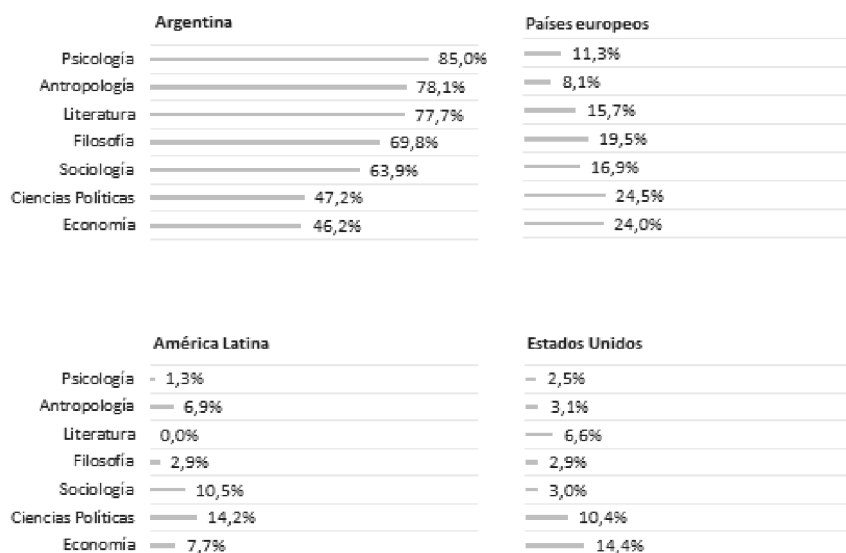 Argentina Países europeos
Psicología 85,0% 11,3%
Antropología 78,1% 8,1%
Literatura 77,7% 15,7%
Filosofía 69,8% 19,5%
Sociología 63,9% 16,9%
Ciencias Políticas 47,2% 24,5%
Economía 46,2% 24,0%
América Latina Estados Unidos
Psicología 1,3% 2,5%
Antropología 6,9% 3,1%
Literatura 0,0% 6,6%
Filosofía 2,9% 2,9%
Sociología 10,5% 3,0%
Ciencias Políticas 14,2% 10,4%
Economía 7,7% 14,4%